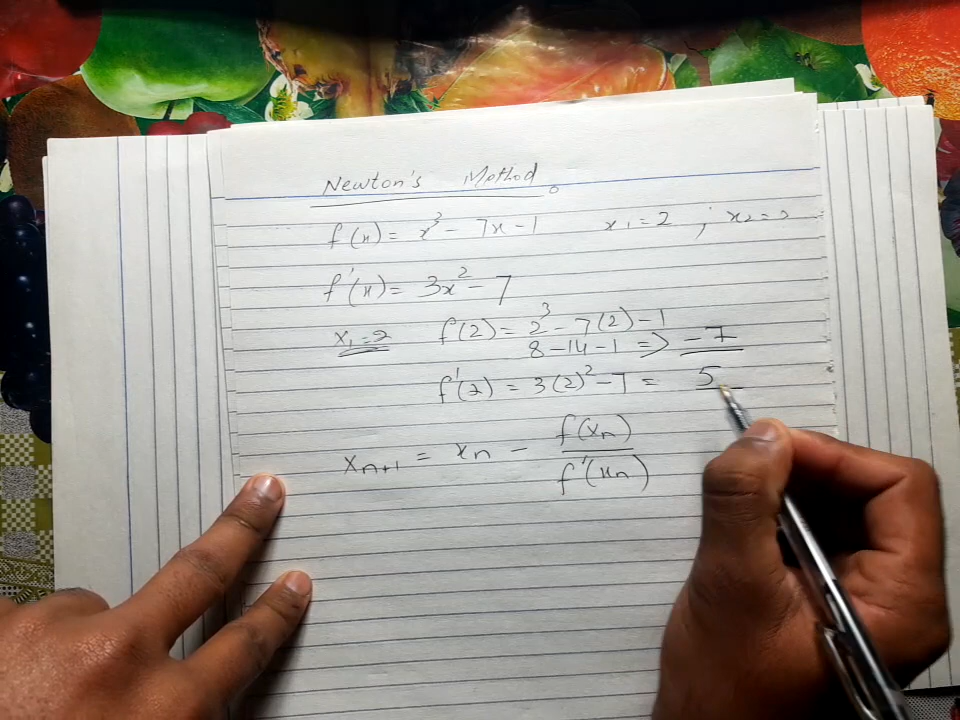 Newton's Method.
f(x) = x³ - 7x - 1 x₁ = 2 ; x₂ = ?
f'(x) = 3x² - 7
x₁ = 2 f(2) = 2³ - 7(2) - 1
8 - 14 - 1 => -7
f'(2) = 3(2)² - 7 = 5
xₙ₊₁ = xₙ - f(xₙ) / f'(xₙ)